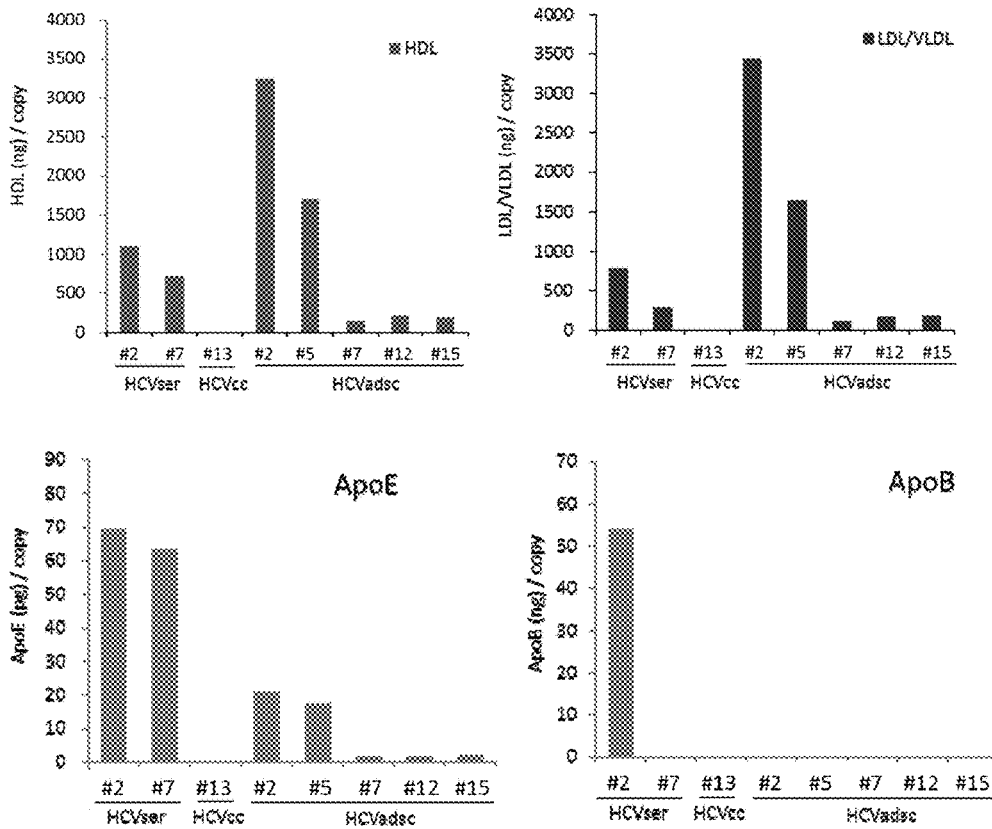 HDL (ng) / copy
4000
3500
3000
2500
2000
1500
1000
500
0
HDL
#2 #7 #13 #2 #5 #7 #12 #15
HCVser HCVcc HCVadsc
LDL/VLDL (ng) / copy
4000
3500
3000
2500
2000
1500
1000
500
0
LDL/VLDL
#2 #7 #13 #2 #5 #7 #12 #15
HCVser HCVcc HCVadsc
ApoE (pg) / copy
90
80
70
60
50
40
30
20
10
0
ApoE
#2 #7 #13 #2 #5 #7 #12 #15
HCVser HCVcc HCVadsc
ApoB (ng) / copy
70
60
50
40
30
20
10
0
ApoB
#2 #7 #13 #2 #5 #7 #12 #15
HCVser HCVcc HCVadsc